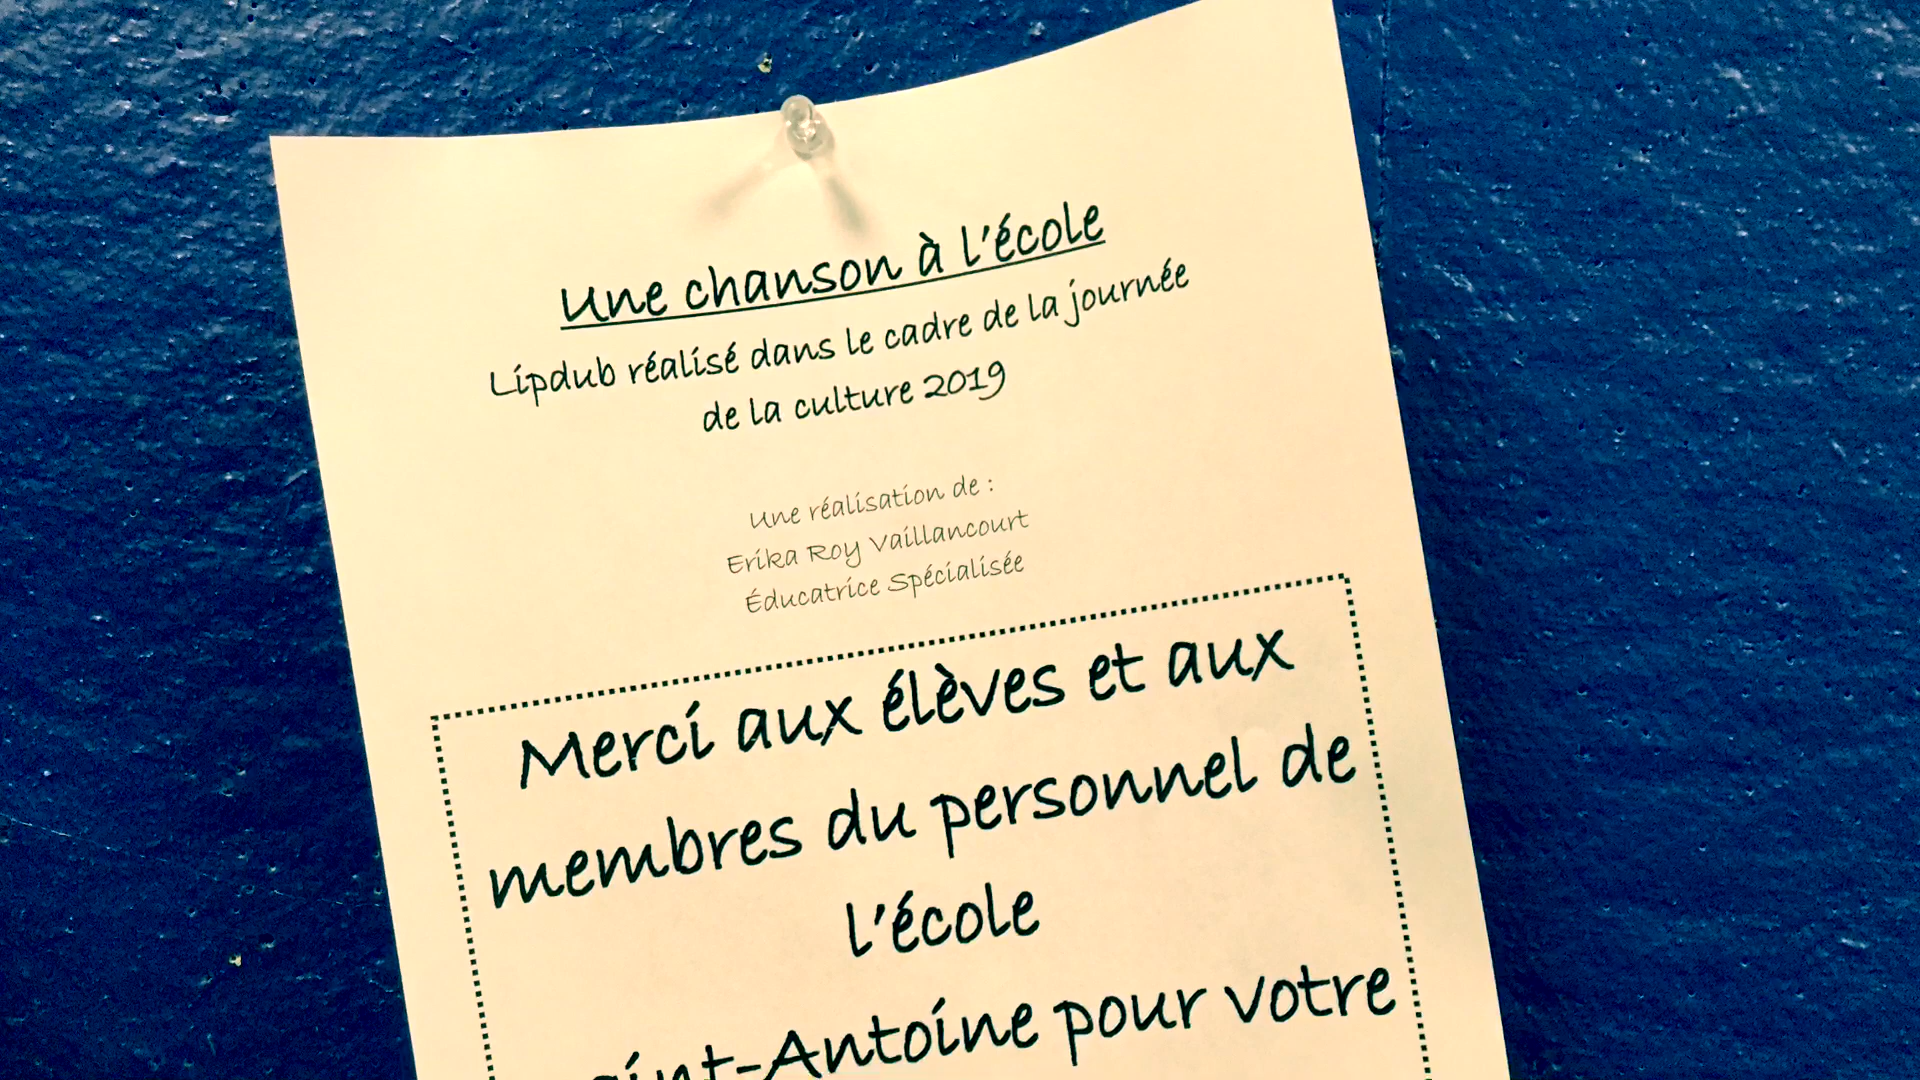 Une chanson à l'école
Lipdub réalisé dans le cadre de la journée
de la culture 2019
Une réalisation de :
Erika Roy Vaillancourt
Éducatrice Spécialisée
Merci aux élèves et aux
membres du personnel de
l'école
pour votre